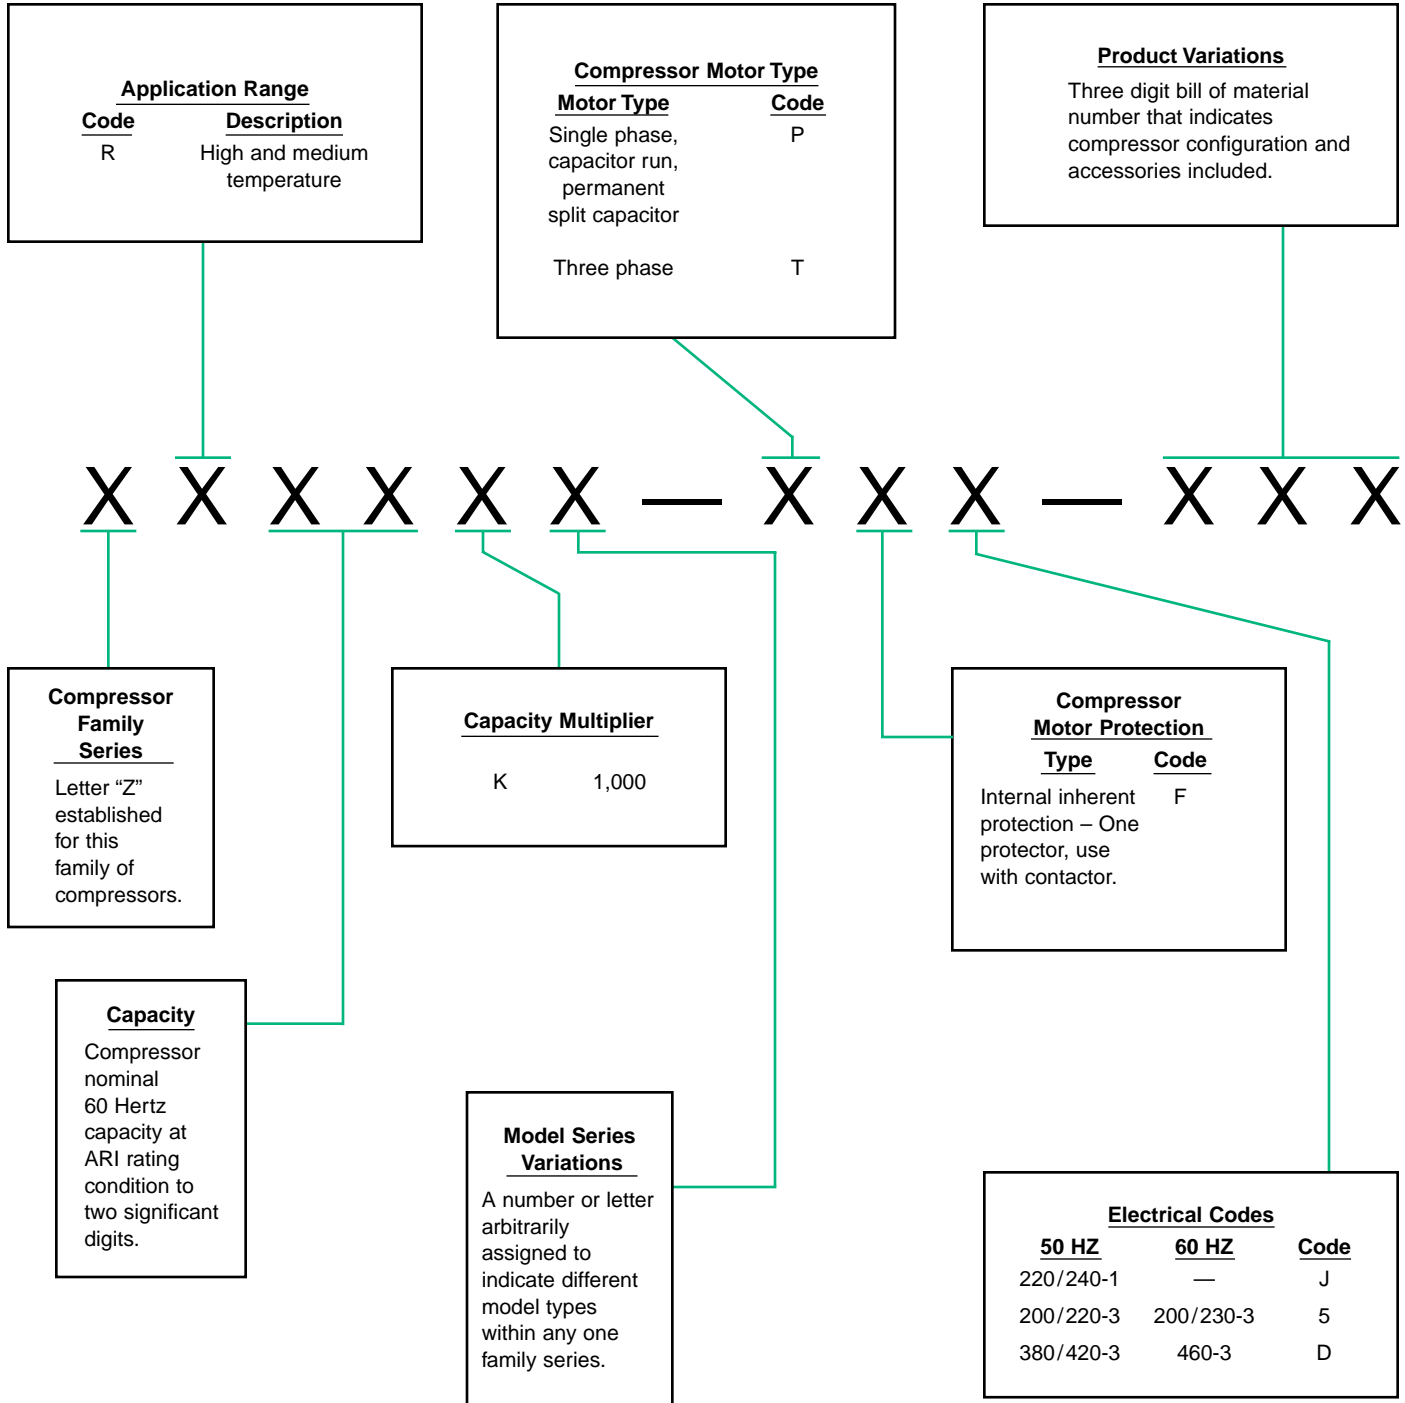 Application Range
Code Description
R High and medium
temperature
Compressor Motor Type
Motor Type Code
Single phase, P
capacitor run,
permanent
split capacitor
Three phase T
Product Variations
Three digit bill of material
number that indicates
compressor configuration and
accessories included.
X X X X X X — X X X — X X X
Compressor
Family
Series
Letter “Z”
established
for this
family of
compressors.
Capacity Multiplier
K 1,000
Compressor
Motor Protection
Type Code
Internal inherent F
protection – One
protector, use
with contactor.
Capacity
Compressor
nominal
60 Hertz
capacity at
ARI rating
condition to
two significant
digits.
Model Series
Variations
A number or letter
arbitrarily
assigned to
indicate different
model types
within any one
family series.
Electrical Codes
50 HZ 60 HZ Code
220/240-1 — J
200/220-3 200/230-3 5
380/420-3 460-3 D